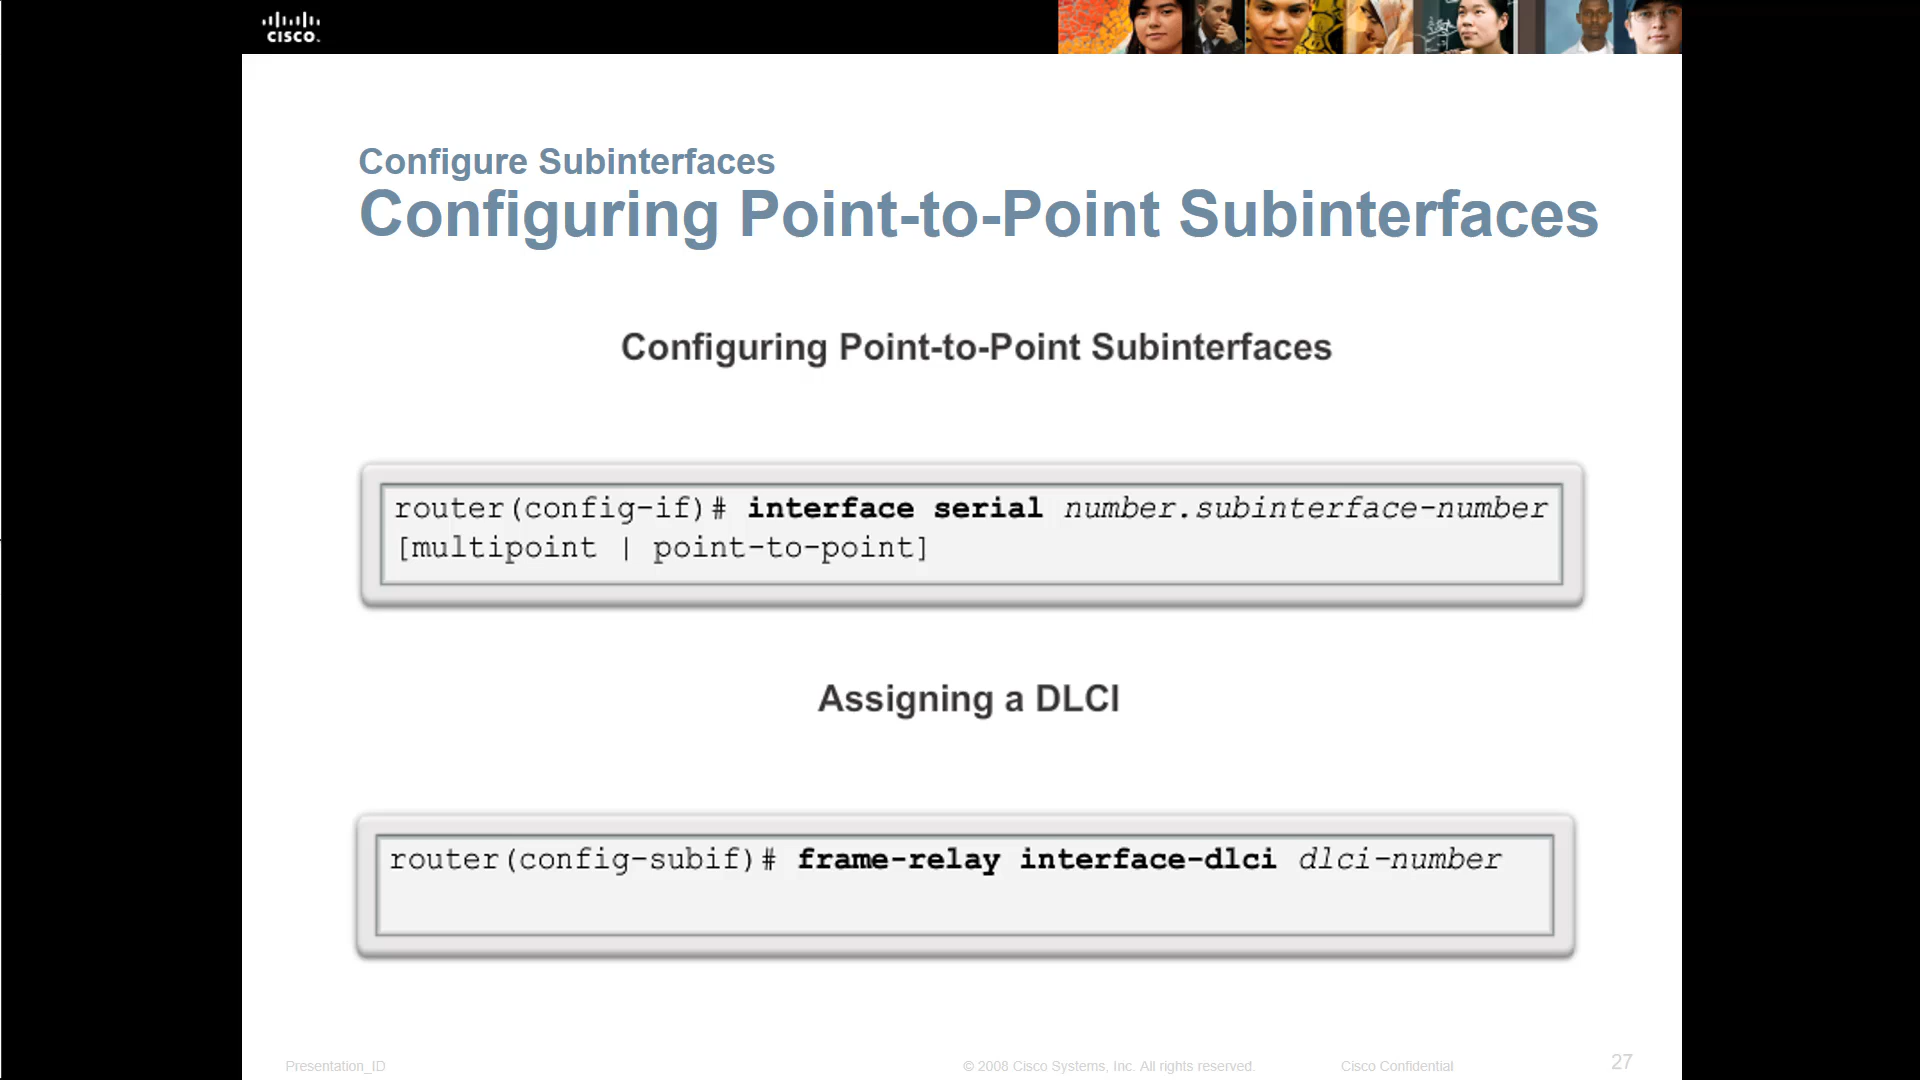 CISCO.
Configure Subinterfaces
Configuring Point-to-Point Subinterfaces
Configuring Point-to-Point Subinterfaces
router(config-if)# interface serial number.subinterface-number
[multipoint | point-to-point]
Assigning a DLCI
router(config-subif)# frame-relay interface-dlci dlci-number
Presentation_ID © 2008 Cisco Systems, Inc. All rights reserved. Cisco Confidential 27